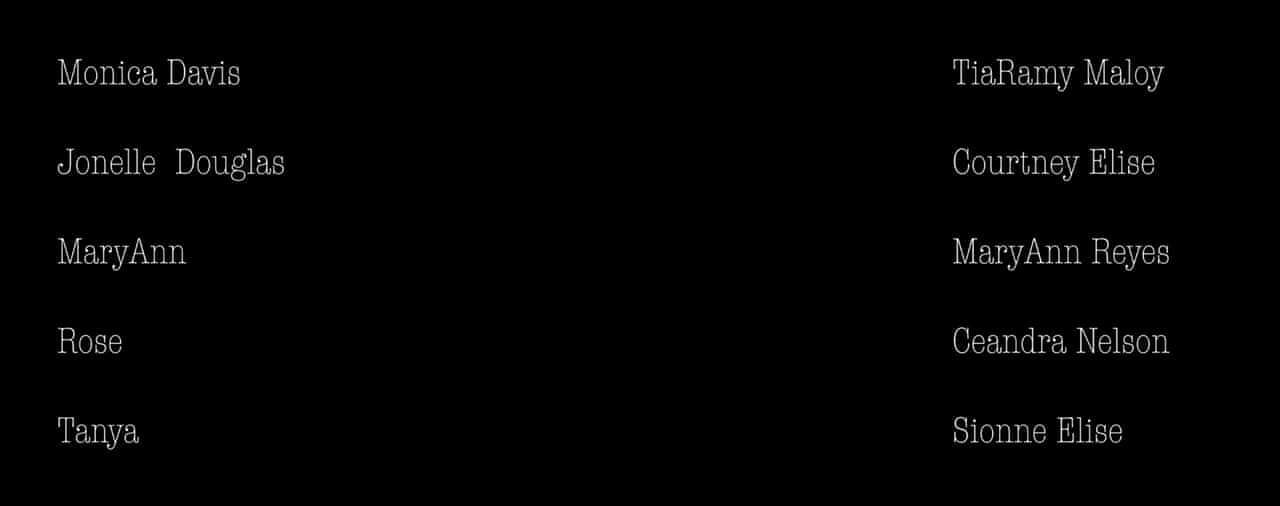 Monica Davis TiaRamy Maloy
Jonelle  Douglas Courtney Elise
MaryAnn MaryAnn Reyes
Rose Ceandra Nelson
Tanya Sionne Elise